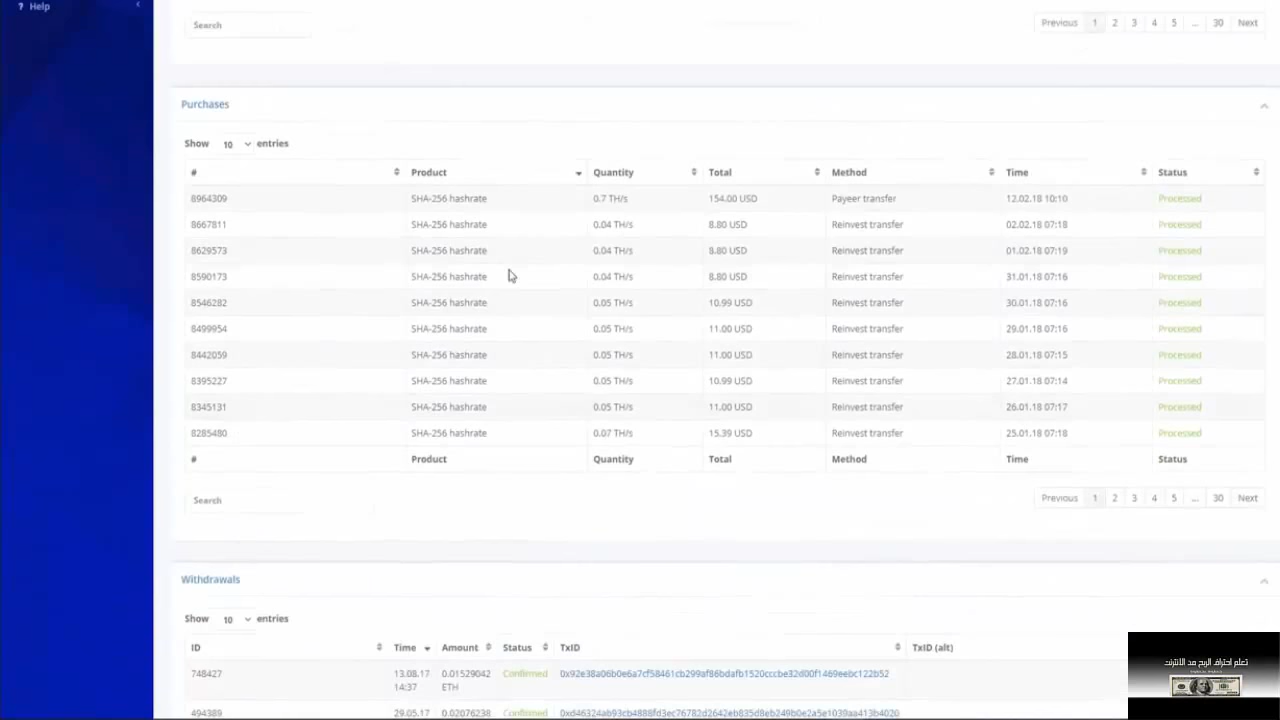 ? Help
Search
Previous 1 2 3 4 5 ... 30 Next
Purchases
Show 10 entries
# Product Quantity Total Method Time Status
8964309 SHA-256 hashrate 0.7 TH/s 154.00 USD Payeer transfer 12.02.18 10:10 Processed
8667811 SHA-256 hashrate 0.04 TH/s 8.80 USD Reinvest transfer 02.02.18 07:18 Processed
8629573 SHA-256 hashrate 0.04 TH/s 8.80 USD Reinvest transfer 01.02.18 07:19 Processed
8590173 SHA-256 hashrate 0.04 TH/s 8.80 USD Reinvest transfer 31.01.18 07:16 Processed
8546282 SHA-256 hashrate 0.05 TH/s 10.99 USD Reinvest transfer 30.01.18 07:16 Processed
8499954 SHA-256 hashrate 0.05 TH/s 11.00 USD Reinvest transfer 29.01.18 07:16 Processed
8442059 SHA-256 hashrate 0.05 TH/s 11.00 USD Reinvest transfer 28.01.18 07:15 Processed
8395227 SHA-256 hashrate 0.05 TH/s 10.99 USD Reinvest transfer 27.01.18 07:14 Processed
8345131 SHA-256 hashrate 0.05 TH/s 11.00 USD Reinvest transfer 26.01.18 07:17 Processed
8285480 SHA-256 hashrate 0.07 TH/s 15.39 USD Reinvest transfer 25.01.18 07:18 Processed
# Product Quantity Total Method Time Status
Search
Previous 1 2 3 4 5 ... 30 Next
Withdrawals
Show 10 entries
ID Time Amount Status TxID TxID (alt)
748427 13.08.17 0.01529042 Confirmed 0x92e38a06b0e6a7cf58461cb299af86bdafb1520cccbe32d00f1469eebc122b52
14:37 ETH
494389 29.05.17 0.02076238 Confirmed 0xd46324ab93cb4888fd3ec76782d2642eb835d8eb249b0e2a5e1039aa413b4020
تعلم احتراف الربح من الانترنت